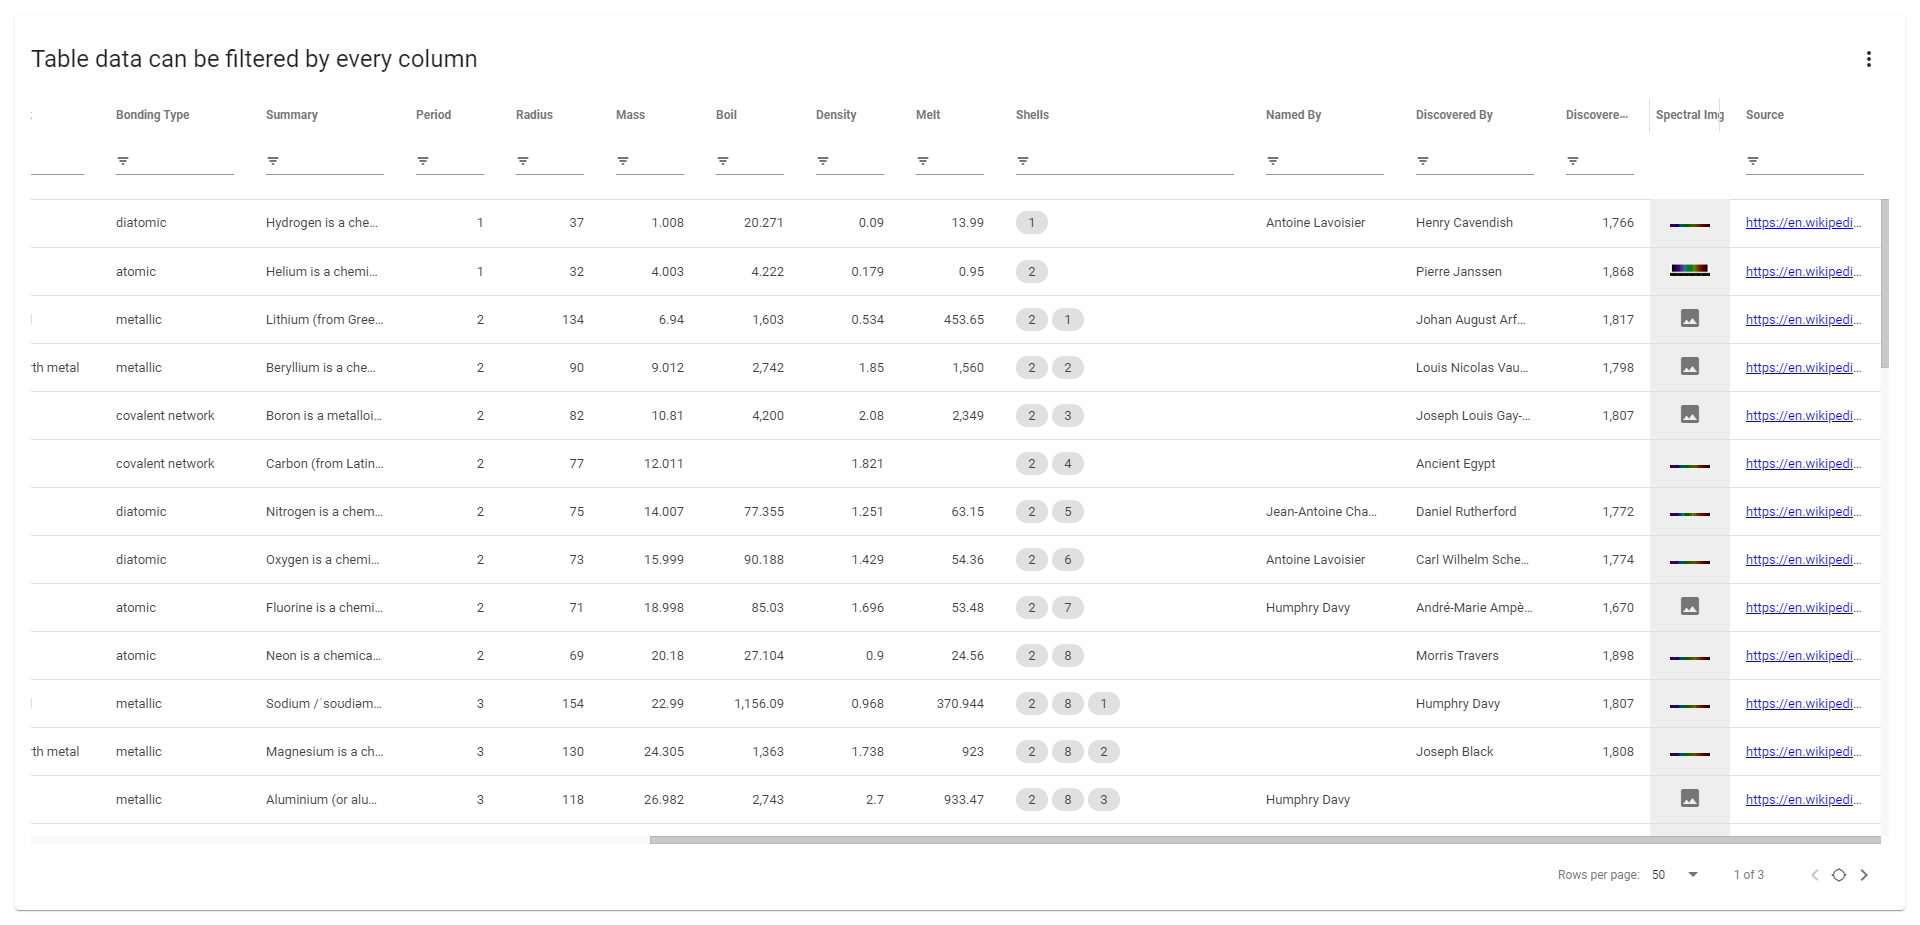 Table data can be filtered by every column
Bonding Type Summary Period Radius Mass Boil Density Melt Shells Named By Discovered By Discovere... Spectral Img Source
diatomic Hydrogen is a che... 1 37 1.008 20.271 0.09 13.99 1 Antoine Lavoisier Henry Cavendish 1,766 https://en.wikipedi...
atomic Helium is a chemi... 1 32 4.003 4.222 0.179 0.95 2 Pierre Janssen 1,868 https://en.wikipedi...
metallic Lithium (from Gree... 2 134 6.94 1,603 0.534 453.65 2 1 Johan August Arf... 1,817 https://en.wikipedi...
th metal metallic Beryllium is a che... 2 90 9.012 2,742 1.85 1,560 2 2 Louis Nicolas Vau... 1,798 https://en.wikipedi...
covalent network Boron is a metalloi... 2 82 10.81 4,200 2.08 2,349 2 3 Joseph Louis Gay-... 1,807 https://en.wikipedi...
covalent network Carbon (from Latin... 2 77 12.011 1.821 2 4 Ancient Egypt https://en.wikipedi...
diatomic Nitrogen is a chem... 2 75 14.007 77.355 1.251 63.15 2 5 Jean-Antoine Cha... Daniel Rutherford 1,772 https://en.wikipedi...
diatomic Oxygen is a chemi... 2 73 15.999 90.188 1.429 54.36 2 6 Antoine Lavoisier Carl Wilhelm Sche... 1,774 https://en.wikipedi...
atomic Fluorine is a chemi... 2 71 18.998 85.03 1.696 53.48 2 7 Humphry Davy André-Marie Ampè... 1,670 https://en.wikipedi...
atomic Neon is a chemica... 2 69 20.18 27.104 0.9 24.56 2 8 Morris Travers 1,898 https://en.wikipedi...
metallic Sodium /ˈsoʊdiəm... 3 154 22.99 1,156.09 0.968 370.944 2 8 1 Humphry Davy 1,807 https://en.wikipedi...
th metal metallic Magnesium is a ch... 3 130 24.305 1,363 1.738 923 2 8 2 Joseph Black 1,808 https://en.wikipedi...
metallic Aluminium (or alu... 3 118 26.982 2,743 2.7 933.47 2 8 3 Humphry Davy https://en.wikipedi...
Rows per page: 50 1 of 3